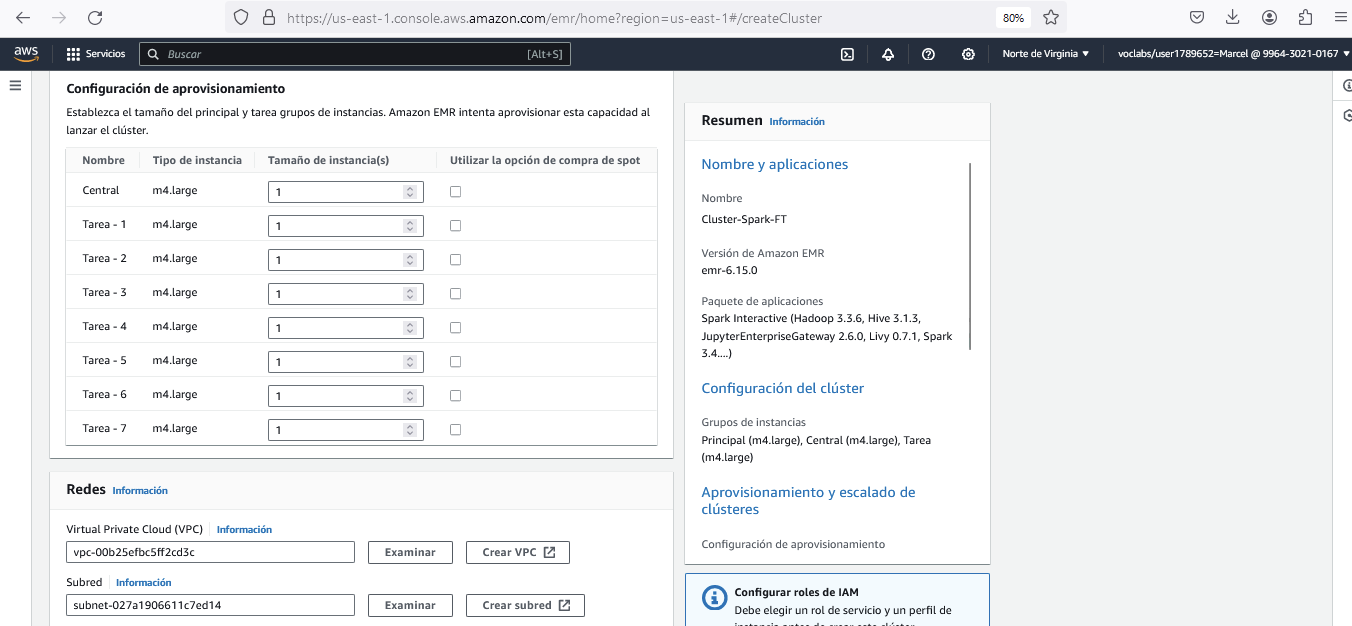 https://us-east-1.console.aws.amazon.com/emr/home?region=us-east-1#/createCluster
80%
aws
Servicios
Buscar
[Alt+S]
Norte de Virginia
voclabs/user1789652=Marcel @ 9964-3021-0167
Configuración de aprovisionamiento
Establezca el tamaño del principal y tarea grupos de instancias. Amazon EMR intenta aprovisionar esta capacidad al
lanzar el clúster.
Nombre Tipo de instancia Tamaño de instancia(s) Utilizar la opción de compra de spot
Central m4.large 1
Tarea - 1 m4.large 1
Tarea - 2 m4.large 1
Tarea - 3 m4.large 1
Tarea - 4 m4.large 1
Tarea - 5 m4.large 1
Tarea - 6 m4.large 1
Tarea - 7 m4.large 1
Redes Información
Virtual Private Cloud (VPC) Información
vpc-00b25efbc5ff2cd3c Examinar Crear VPC
Subred Información
subnet-027a1906611c7ed14 Examinar Crear subred
Resumen Información
Nombre y aplicaciones
Nombre
Cluster-Spark-FT
Versión de Amazon EMR
emr-6.15.0
Paquete de aplicaciones
Spark Interactive (Hadoop 3.3.6, Hive 3.1.3,
JupyterEnterpriseGateway 2.6.0, Livy 0.7.1, Spark
3.4....)
Configuración del clúster
Grupos de instancias
Principal (m4.large), Central (m4.large), Tarea
(m4.large)
Aprovisionamiento y escalado de
clústeres
Configuración de aprovisionamiento
Configurar roles de IAM
Debe elegir un rol de servicio y un perfil de
instancia antes de crear este clúster